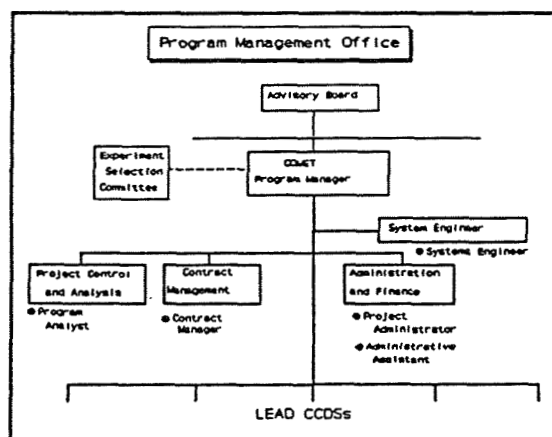 Program Management Office
Advisory Board
Experiment
Selection
Committee
COMET
Program Manager
System Engineer
● Systems Engineer
Project Control
and Analysis
● Program
Analyst
Contract
Management
● Contract
Manager
Administration
and Finance
● Project
Administrator
● Administrative
Assistant
LEAD CCDSs